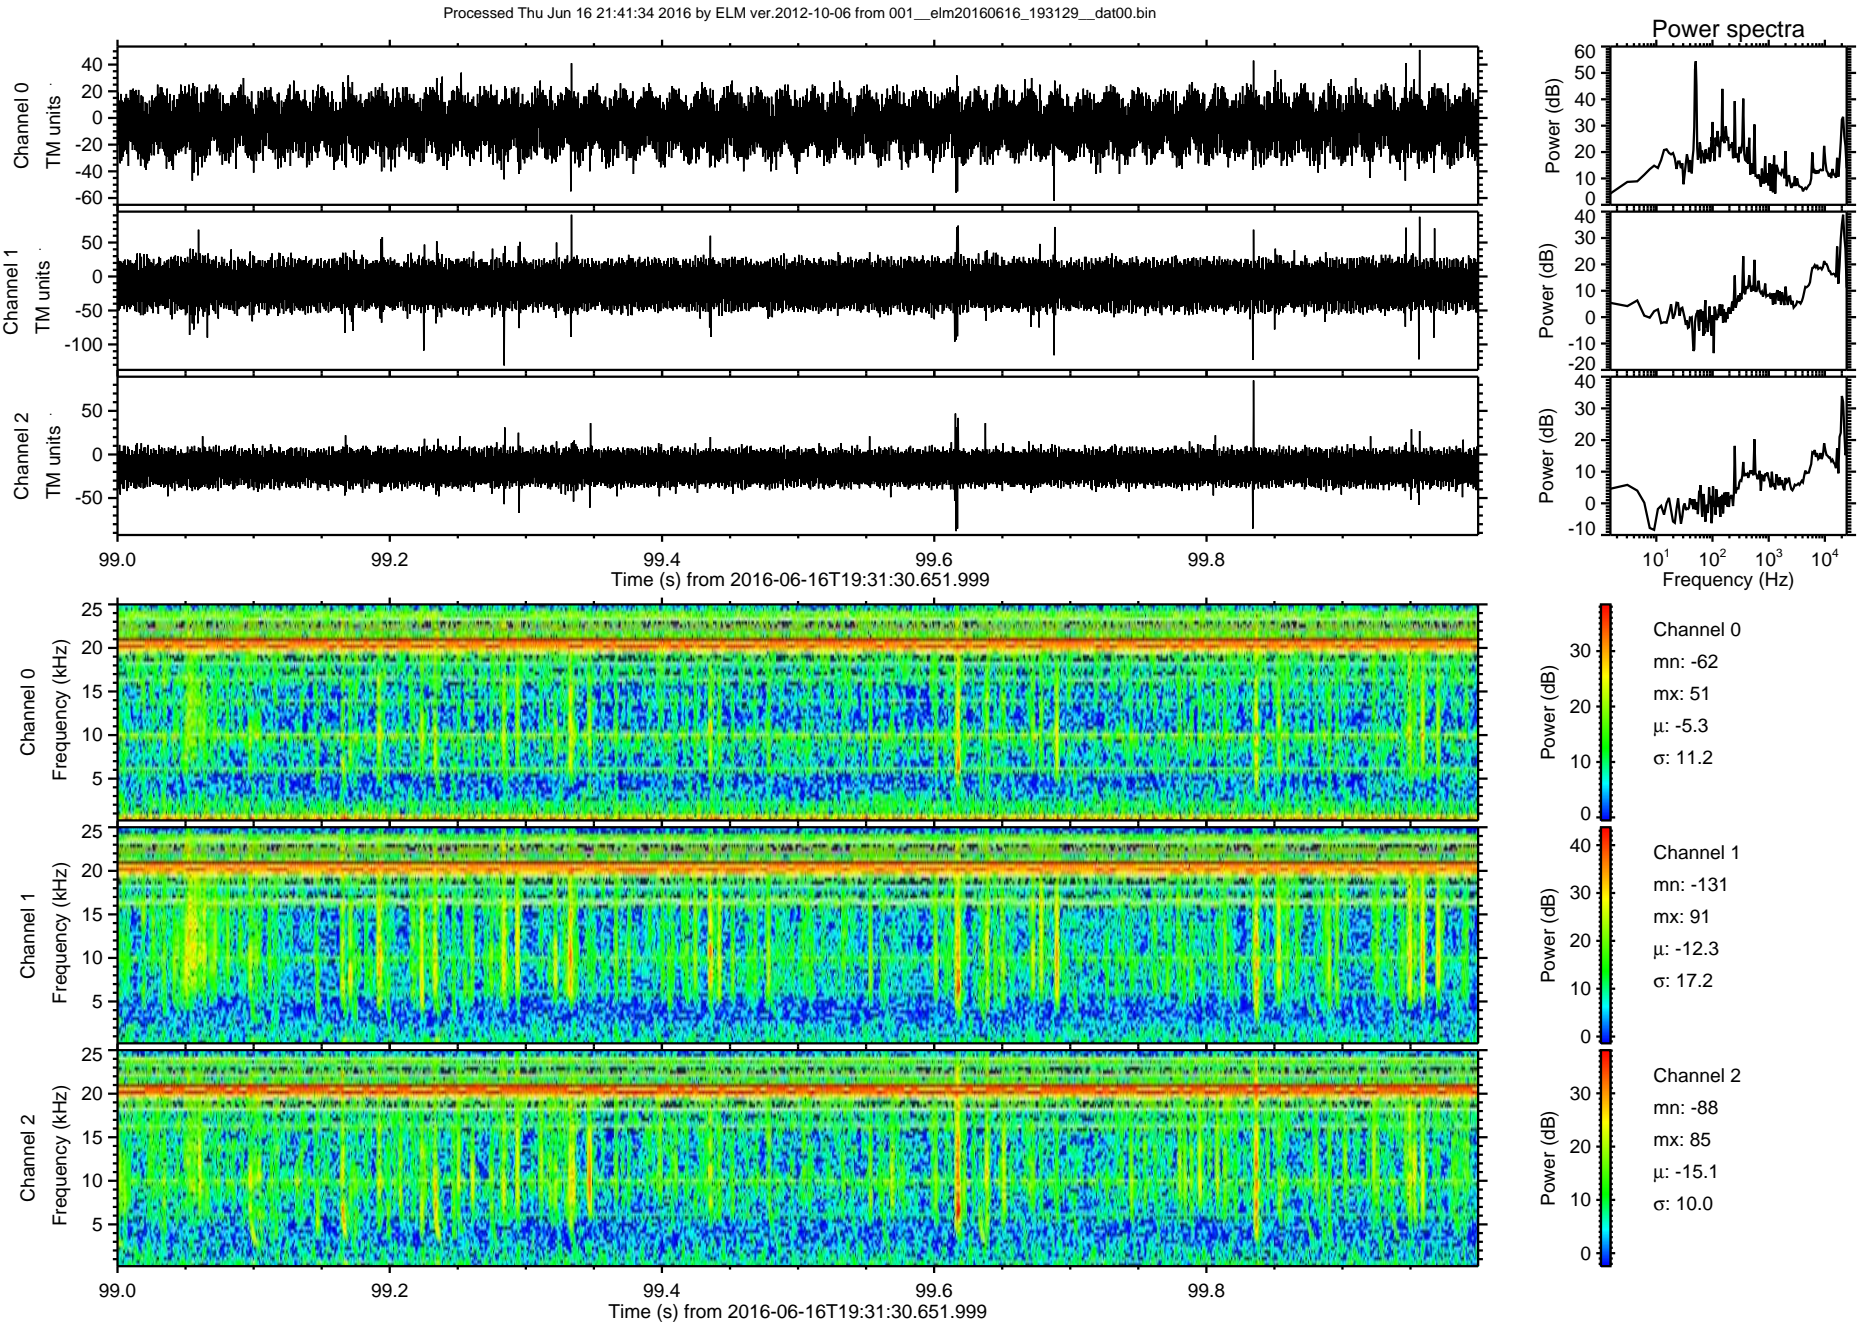 Processed Thu Jun 16 21:41:34 2016 by ELM ver.2012-10-06 from 001__elm20160616_193129__dat00.bin
Power spectra
Channel 0
TM units
40
20
0
-20
-40
-60
Power (dB)
60
50
40
30
20
10
0
Channel 1
TM units
50
0
-50
-100
Power (dB)
40
30
20
10
0
-10
-20
Channel 2
TM units
50
0
-50
Power (dB)
40
30
20
10
0
-10
99.0 99.2 99.4 99.6 99.8
Time (s) from 2016-06-16T19:31:30.651.999
10¹ 10² 10³ 10⁴
Frequency (Hz)
Channel 0
Frequency (kHz)
25
20
15
10
5
Power (dB)
30
20
10
0
Channel 0
mn: -62
mx: 51
μ: -5.3
σ: 11.2
Channel 1
Frequency (kHz)
25
20
15
10
5
Power (dB)
40
30
20
10
0
Channel 1
mn: -131
mx: 91
μ: -12.3
σ: 17.2
Channel 2
Frequency (kHz)
25
20
15
10
5
Power (dB)
30
20
10
0
Channel 2
mn: -88
mx: 85
μ: -15.1
σ: 10.0
99.0 99.2 99.4 99.6 99.8
Time (s) from 2016-06-16T19:31:30.651.999